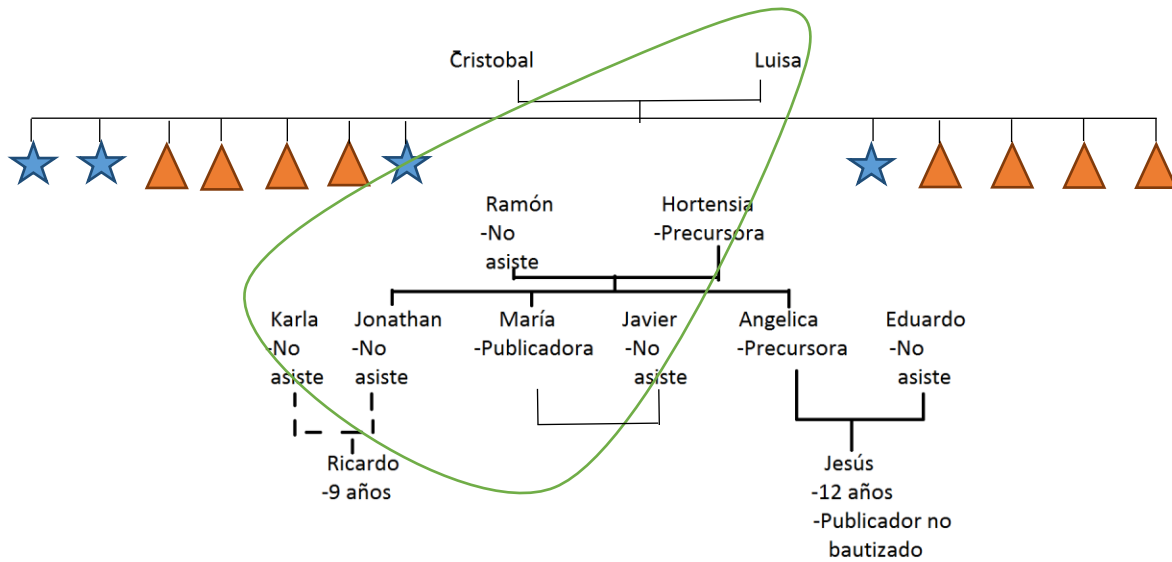 Cristobal Luisa
Ramón Hortensia
-No -Precursora
asiste
Karla Jonathan María Javier Angelica Eduardo
-No -No -Publicadora -No -Precursora -No
asiste asiste asiste asiste
Ricardo Jesús
-9 años -12 años
-Publicador no
bautizado